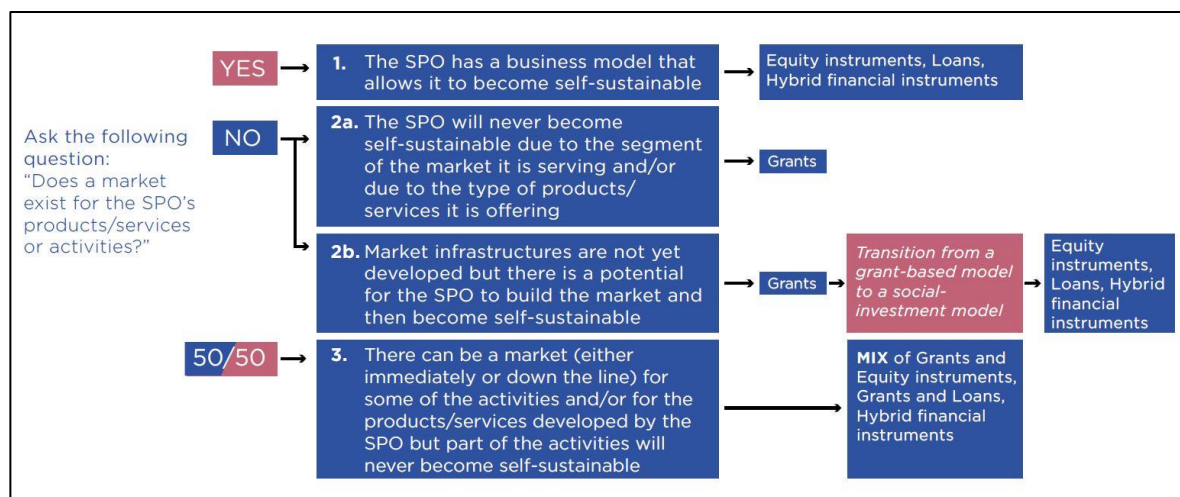 Ask the following
question:
“Does a market
exist for the SPO’s
products/services
or activities?”
YES
1. The SPO has a business model that
allows it to become self-sustainable
Equity instruments, Loans,
Hybrid financial instruments
NO
2a. The SPO will never become
self-sustainable due to the segment
of the market it is serving and/or
due to the type of products/
services it is offering
Grants
2b. Market infrastructures are not yet
developed but there is a potential
for the SPO to build the market and
then become self-sustainable
Grants
Transition from a
grant-based model
to a social-
investment model
Equity
instruments,
Loans, Hybrid
financial
instruments
50/50
3. There can be a market (either
immediately or down the line) for
some of the activities and/or for the
products/services developed by the
SPO but part of the activities will
never become self-sustainable
MIX of Grants and
Equity instruments,
Grants and Loans,
Hybrid financial
instruments